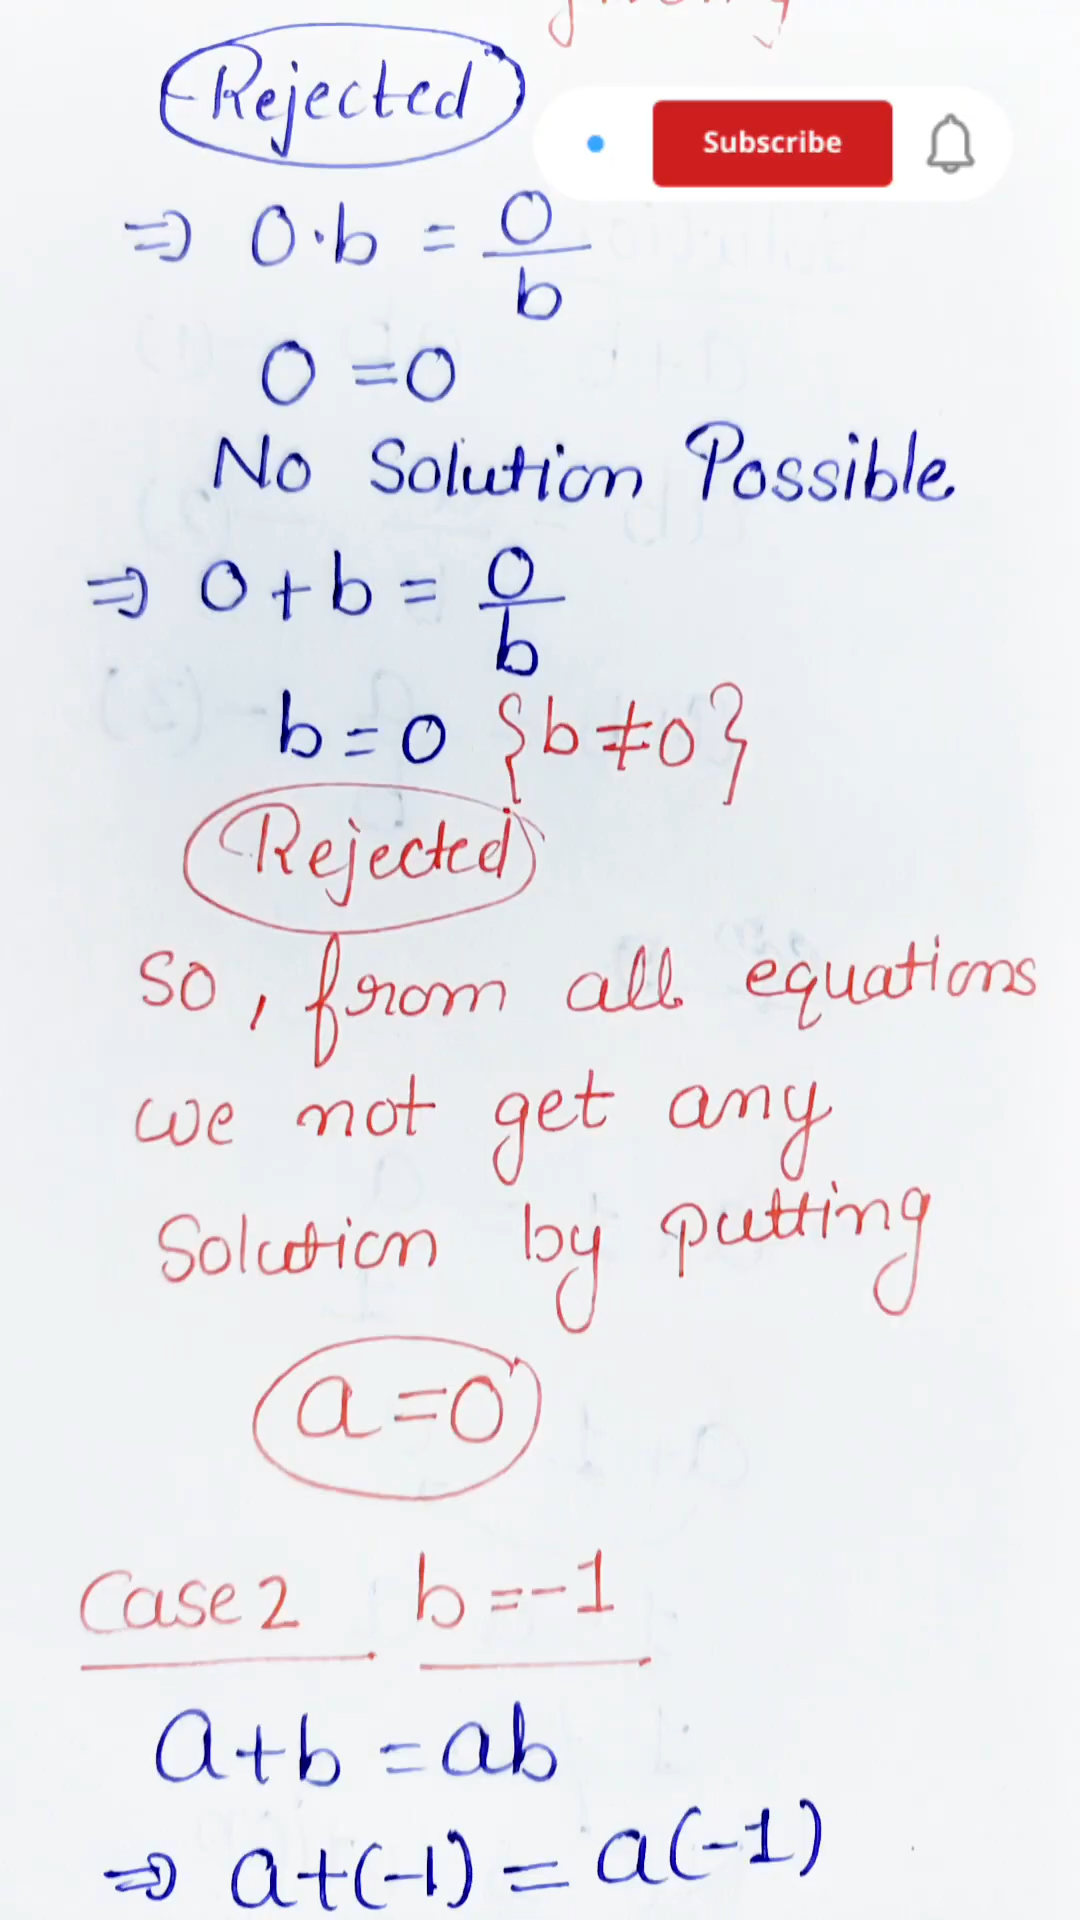 Rejected
Subscribe
⇒ 0·b = 0/b
0 = 0
No Solution Possible
⇒ 0 + b = 0/b
b = 0 {b ≠ 0}
Rejected
So, from all equations
we not get any
Solution by putting
a = 0
Case 2 b = -1
a + b = ab
⇒ a + (-1) = a(-1)